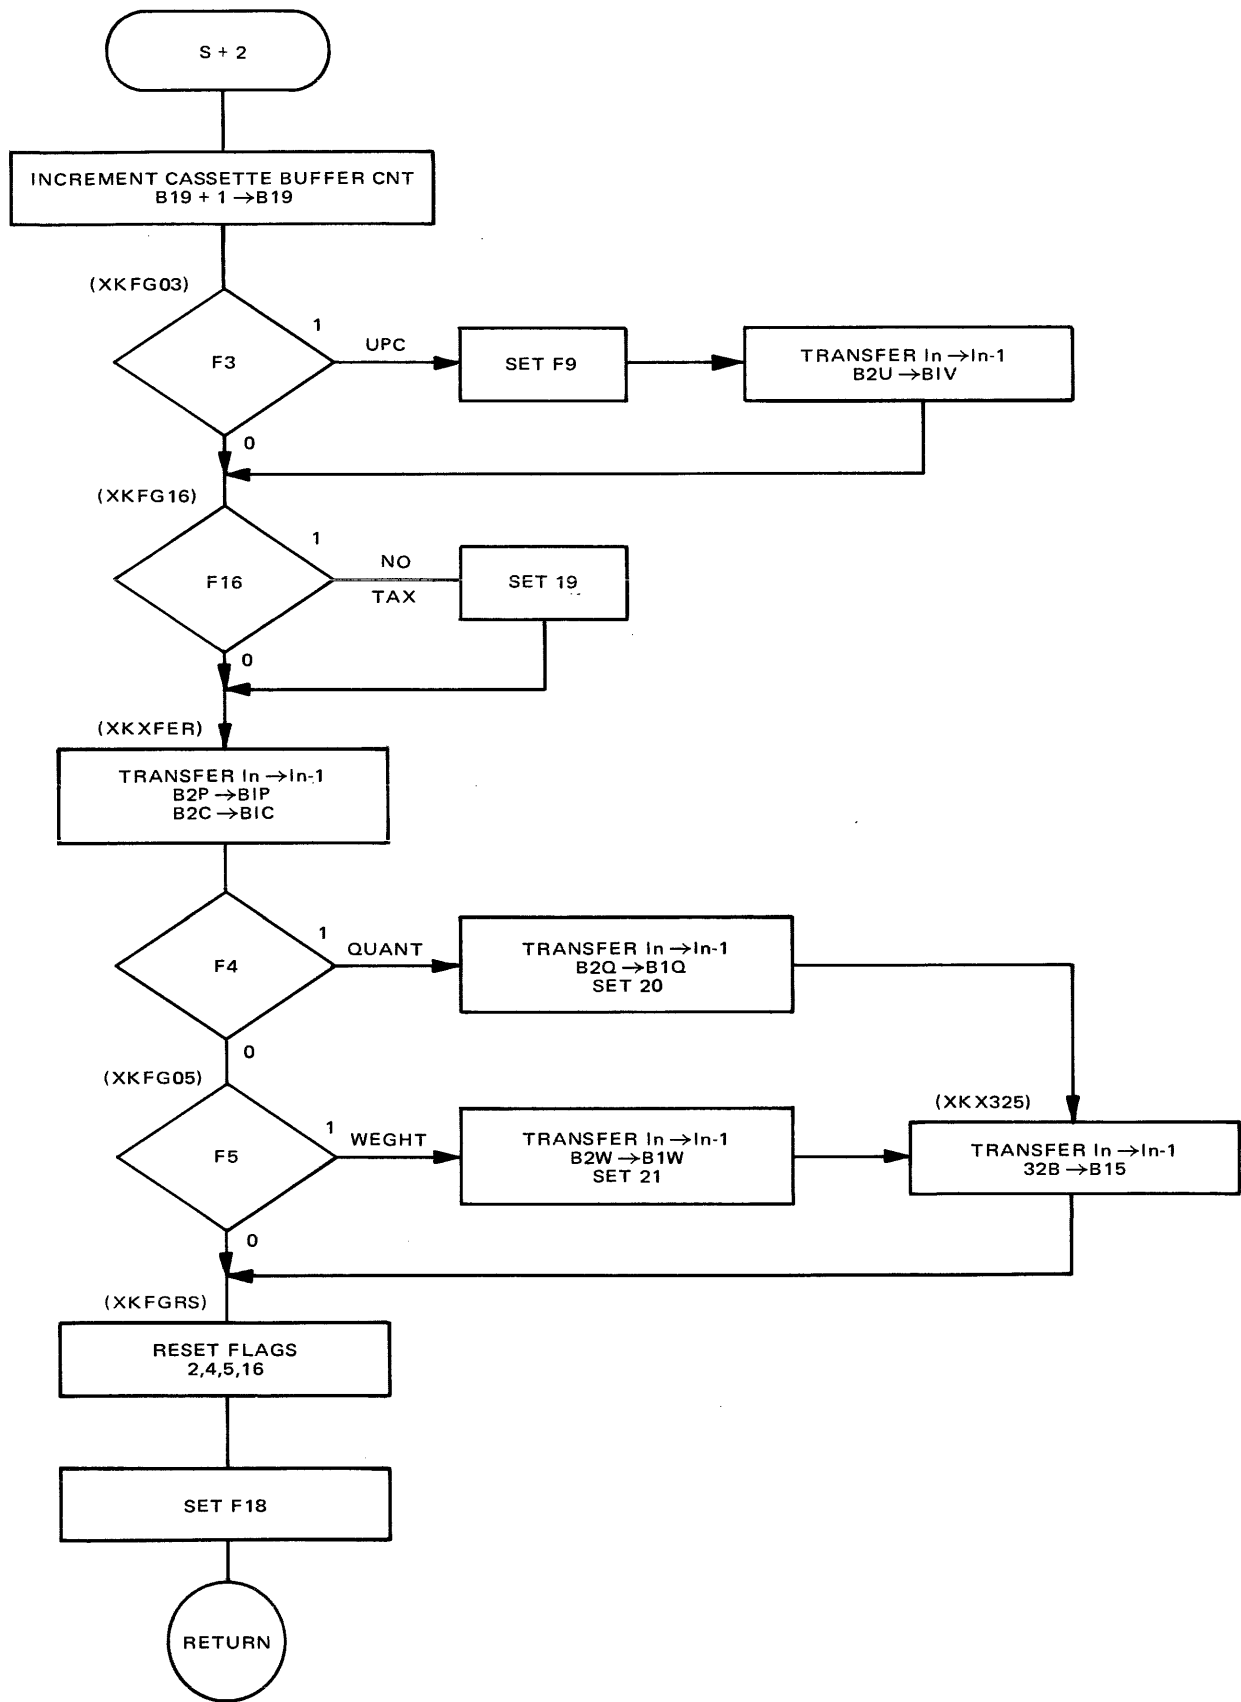 S + 2
INCREMENT CASSETTE BUFFER CNT
B19 + 1 →B19
(XKFG03)
F3
1
UPC
SET F9
TRANSFER In →In-1
B2U →BIV
0
(XKFG16)
F16
1
NO
TAX
SET 19
0
(XKXFER)
TRANSFER In →In-1
B2P →BIP
B2C →BIC
F4
1
QUANT
TRANSFER In →In-1
B2Q →B1Q
SET 20
0
(XKFG05)
F5
1
WEGHT
TRANSFER In →In-1
B2W →B1W
SET 21
(XKX325)
TRANSFER In →In-1
32B →B15
0
(XKFGRS)
RESET FLAGS
2,4,5,16
SET F18
RETURN